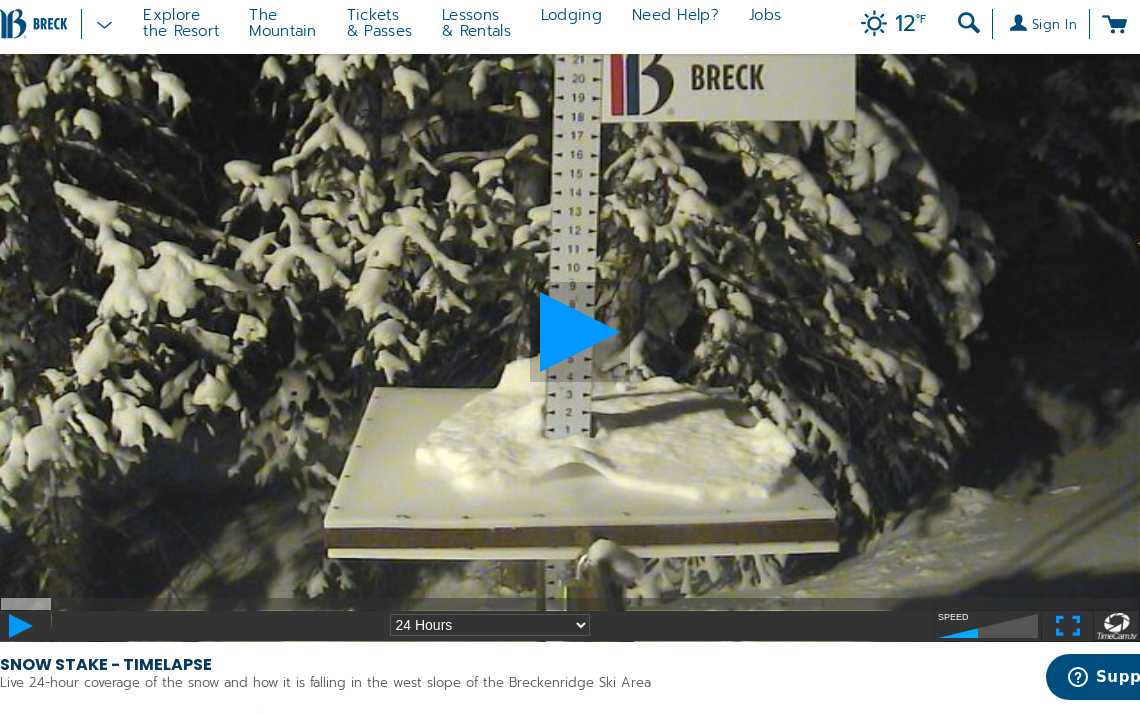 BRECK
Explore
the Resort
The
Mountain
Tickets
& Passes
Lessons
& Rentals
Lodging
Need Help?
Jobs
12°F
Sign In
21
20
19
18
17
16
15
14
13
12
11
10
9
8
5
4
3
2
1
B BRECK
24 Hours
SPEED
TimeCam.tv
SNOW STAKE - TIMELAPSE
Live 24-hour coverage of the snow and how it is falling in the west slope of the Breckenridge Ski Area
Supp